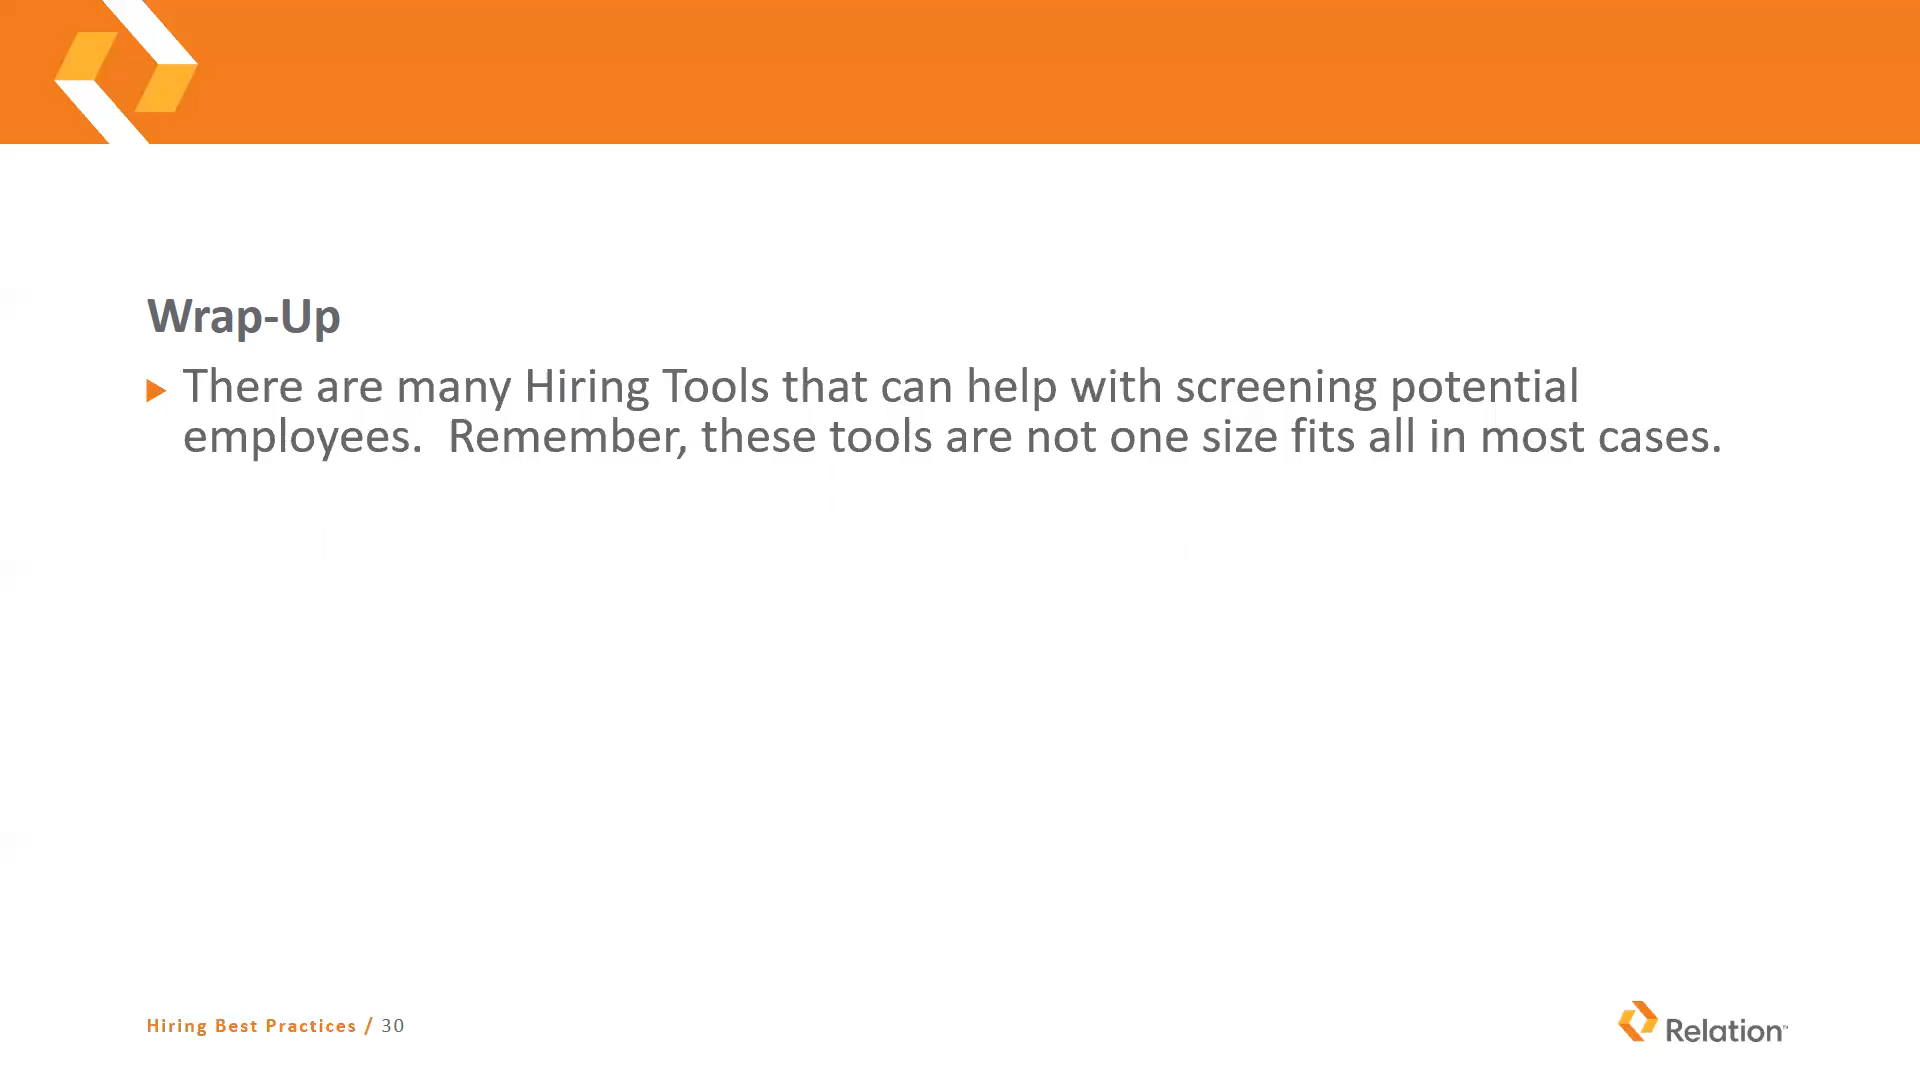 Wrap-Up
▶ There are many Hiring Tools that can help with screening potential
employees.  Remember, these tools are not one size fits all in most cases.
Hiring Best Practices / 30
Relation™